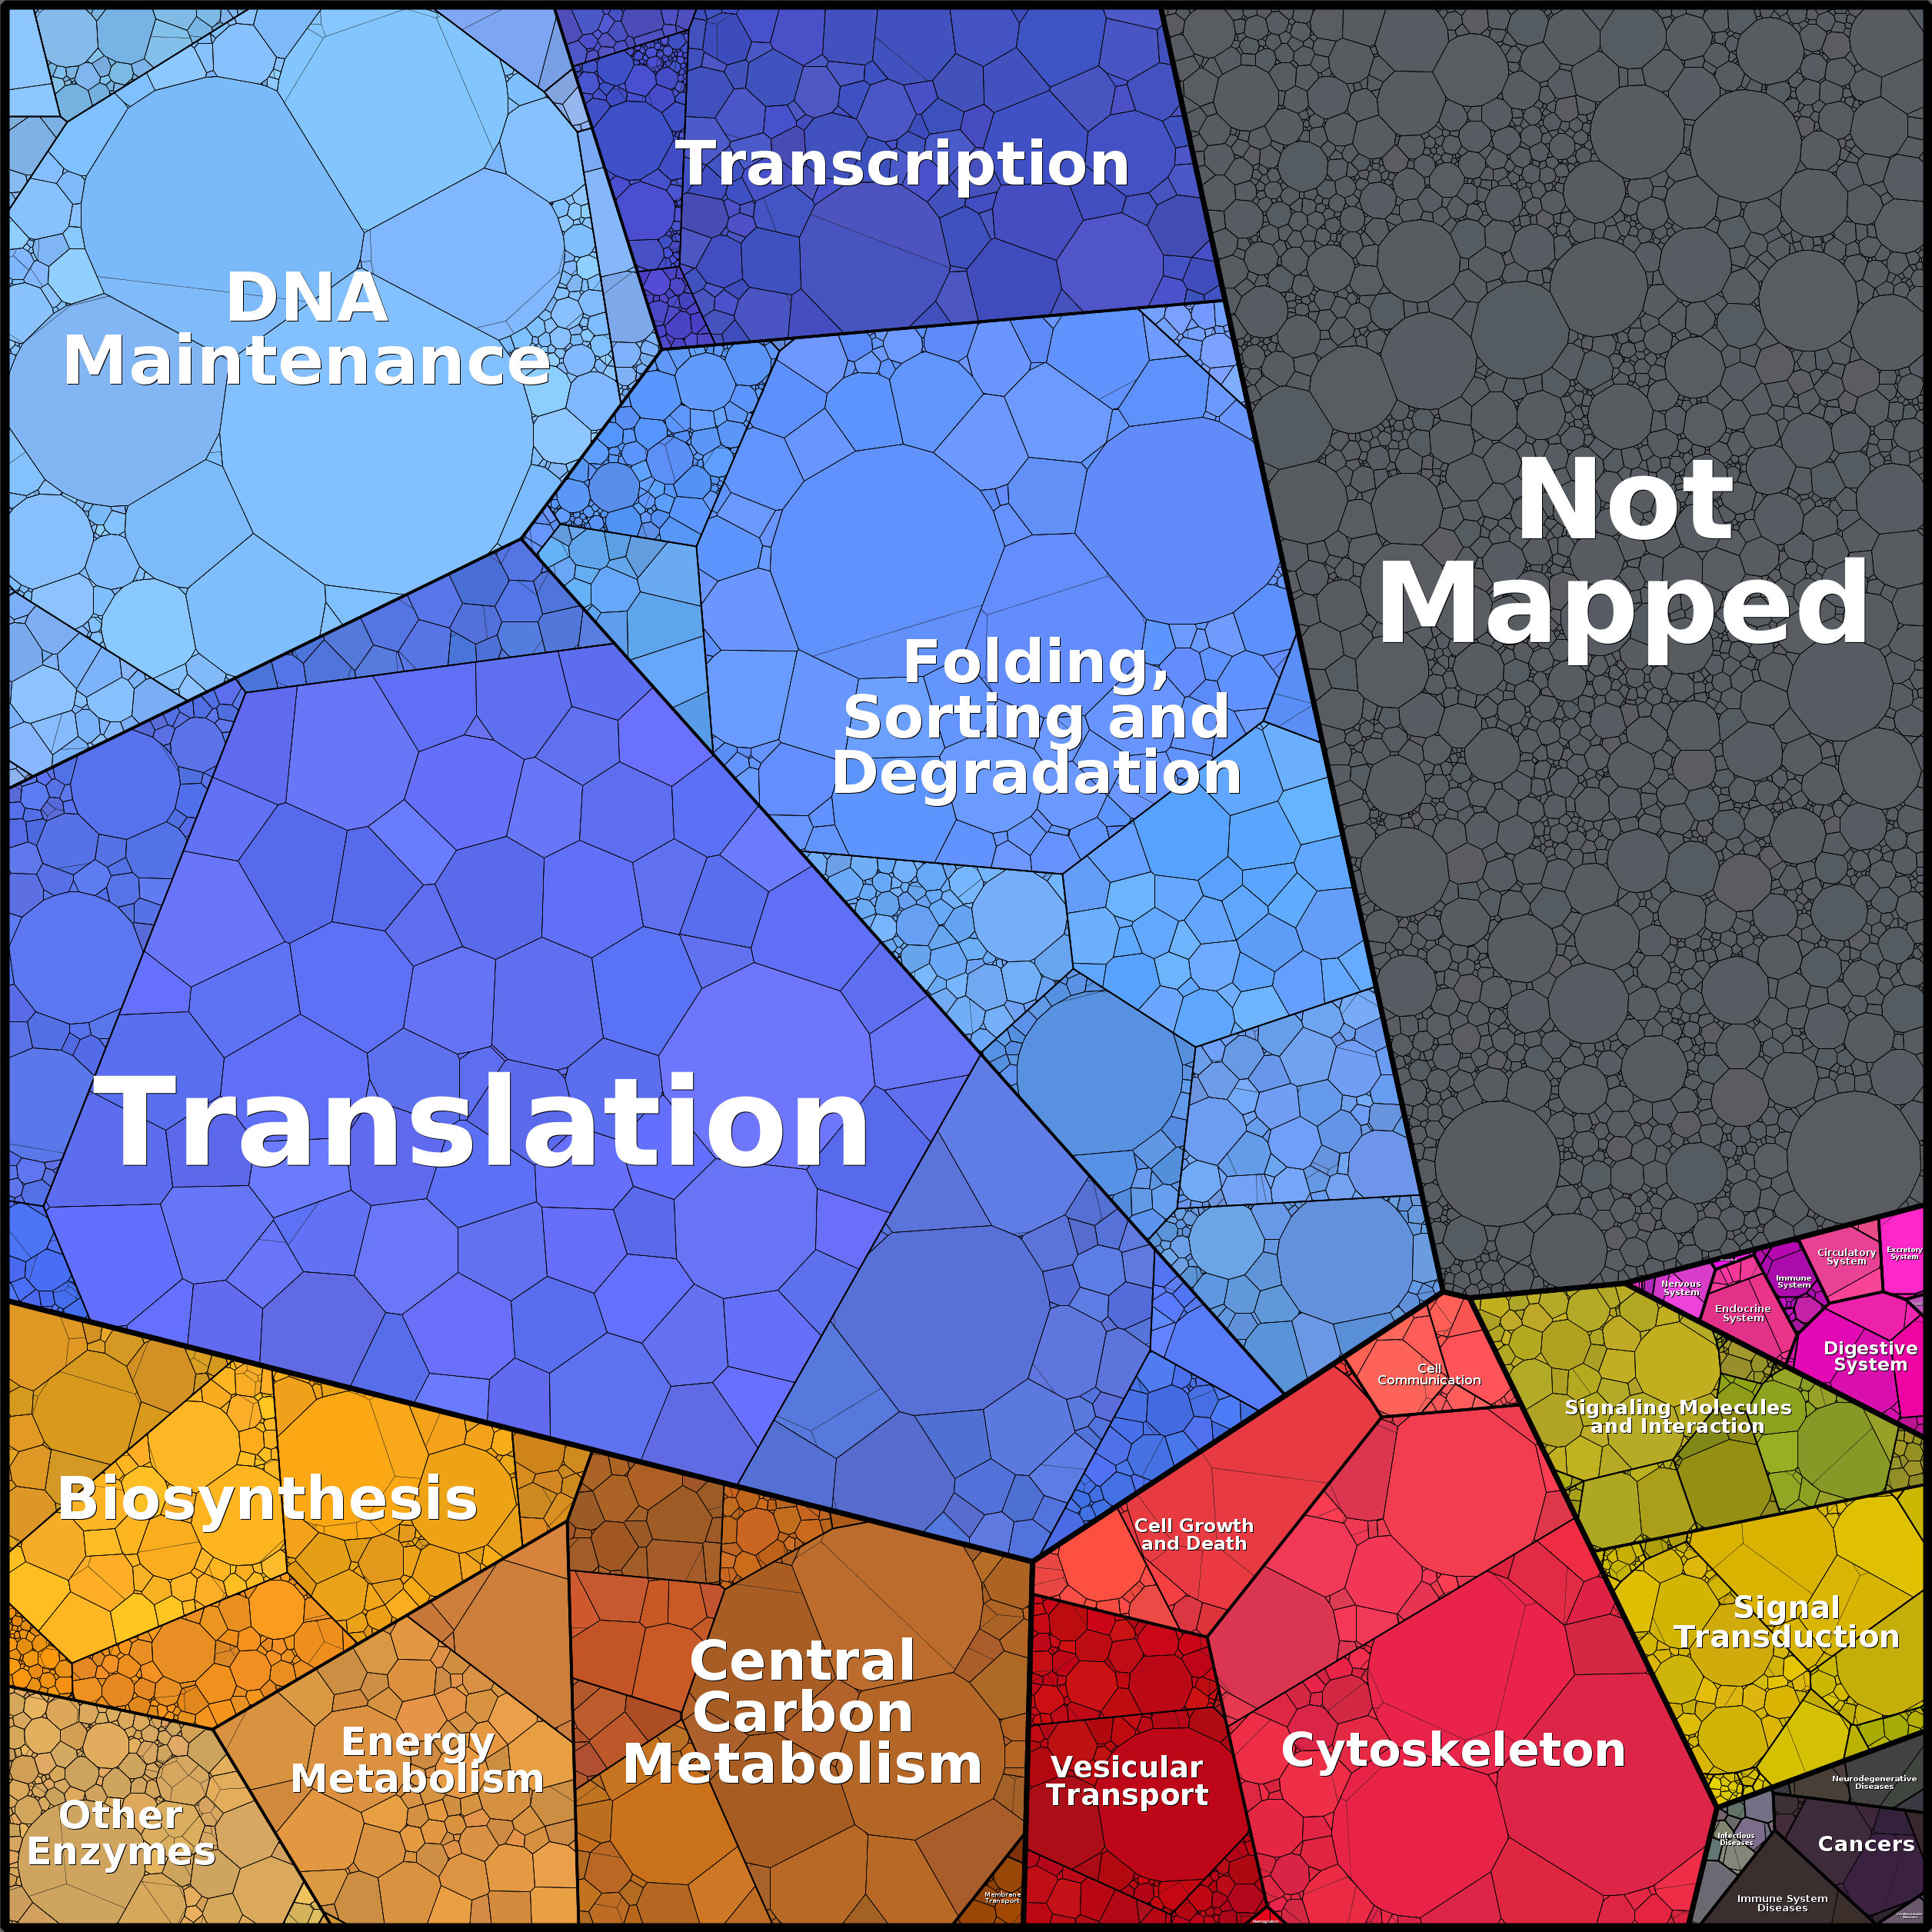 Transcription
DNA
Maintenance
Not
Mapped
Folding,
Sorting and
Degradation
Translation
Circulatory
System
Excretory
System
Immune
System
Nervous
System
Endocrine
System
Digestive
System
Cell
Communication
Signaling Molecules
and Interaction
Biosynthesis
Cell Growth
and Death
Signal
Transduction
Central
Carbon
Metabolism
Energy
Metabolism
Cytoskeleton
Vesicular
Transport
Neurodegenerative
Diseases
Other
Enzymes
Infectious
Diseases
Cancers
Membrane
Transport
Immune System
Diseases